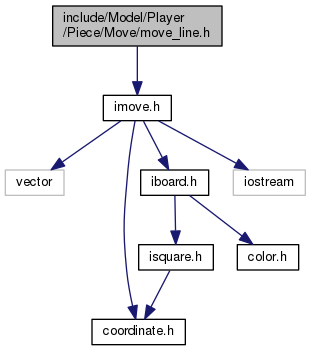 include/Model/Player
/Piece/Move/move_line.h
imove.h
vector
iboard.h
iostream
isquare.h
color.h
coordinate.h